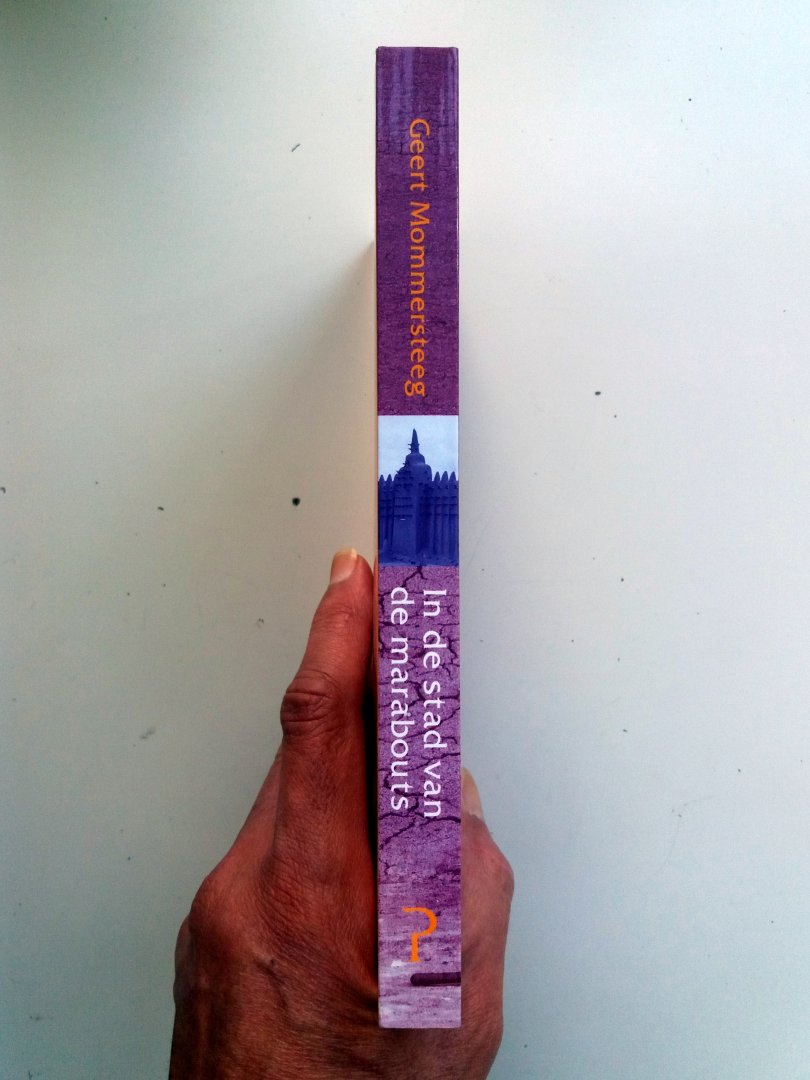 Geert Mommersteeg
In de stad van
de marabouts